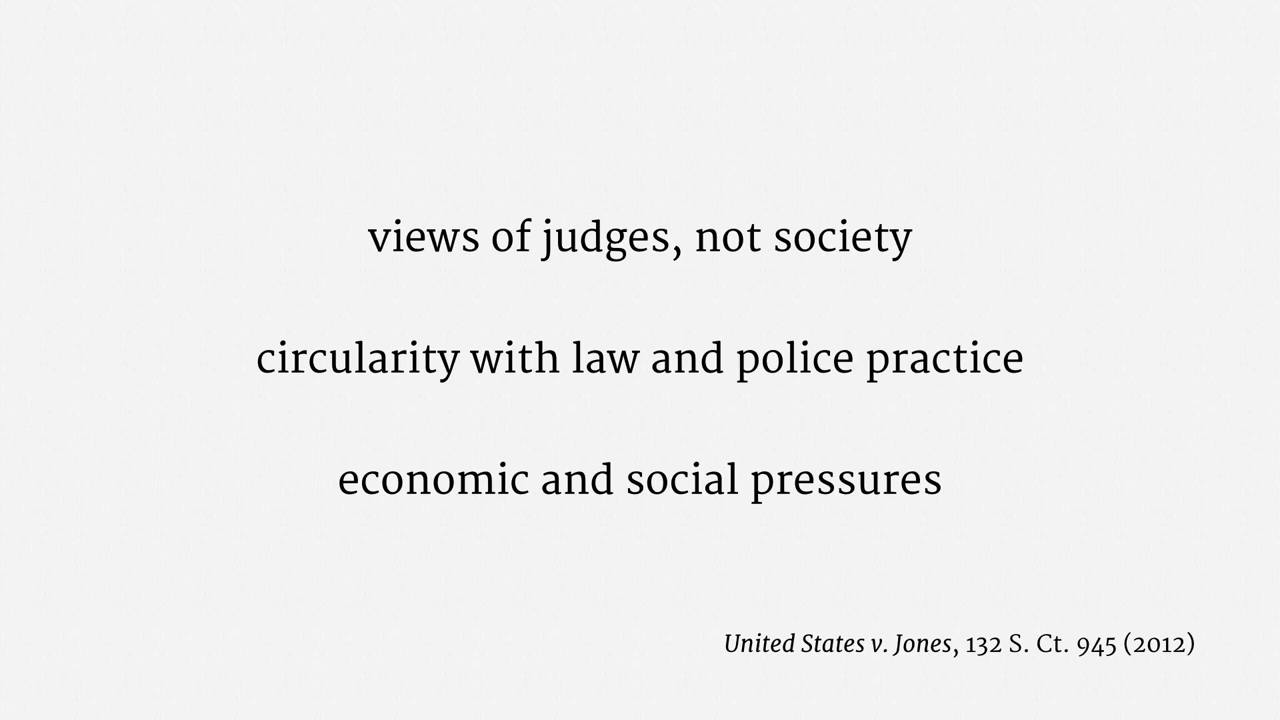 views of judges, not society
circularity with law and police practice
economic and social pressures
United States v. Jones, 132 S. Ct. 945 (2012)